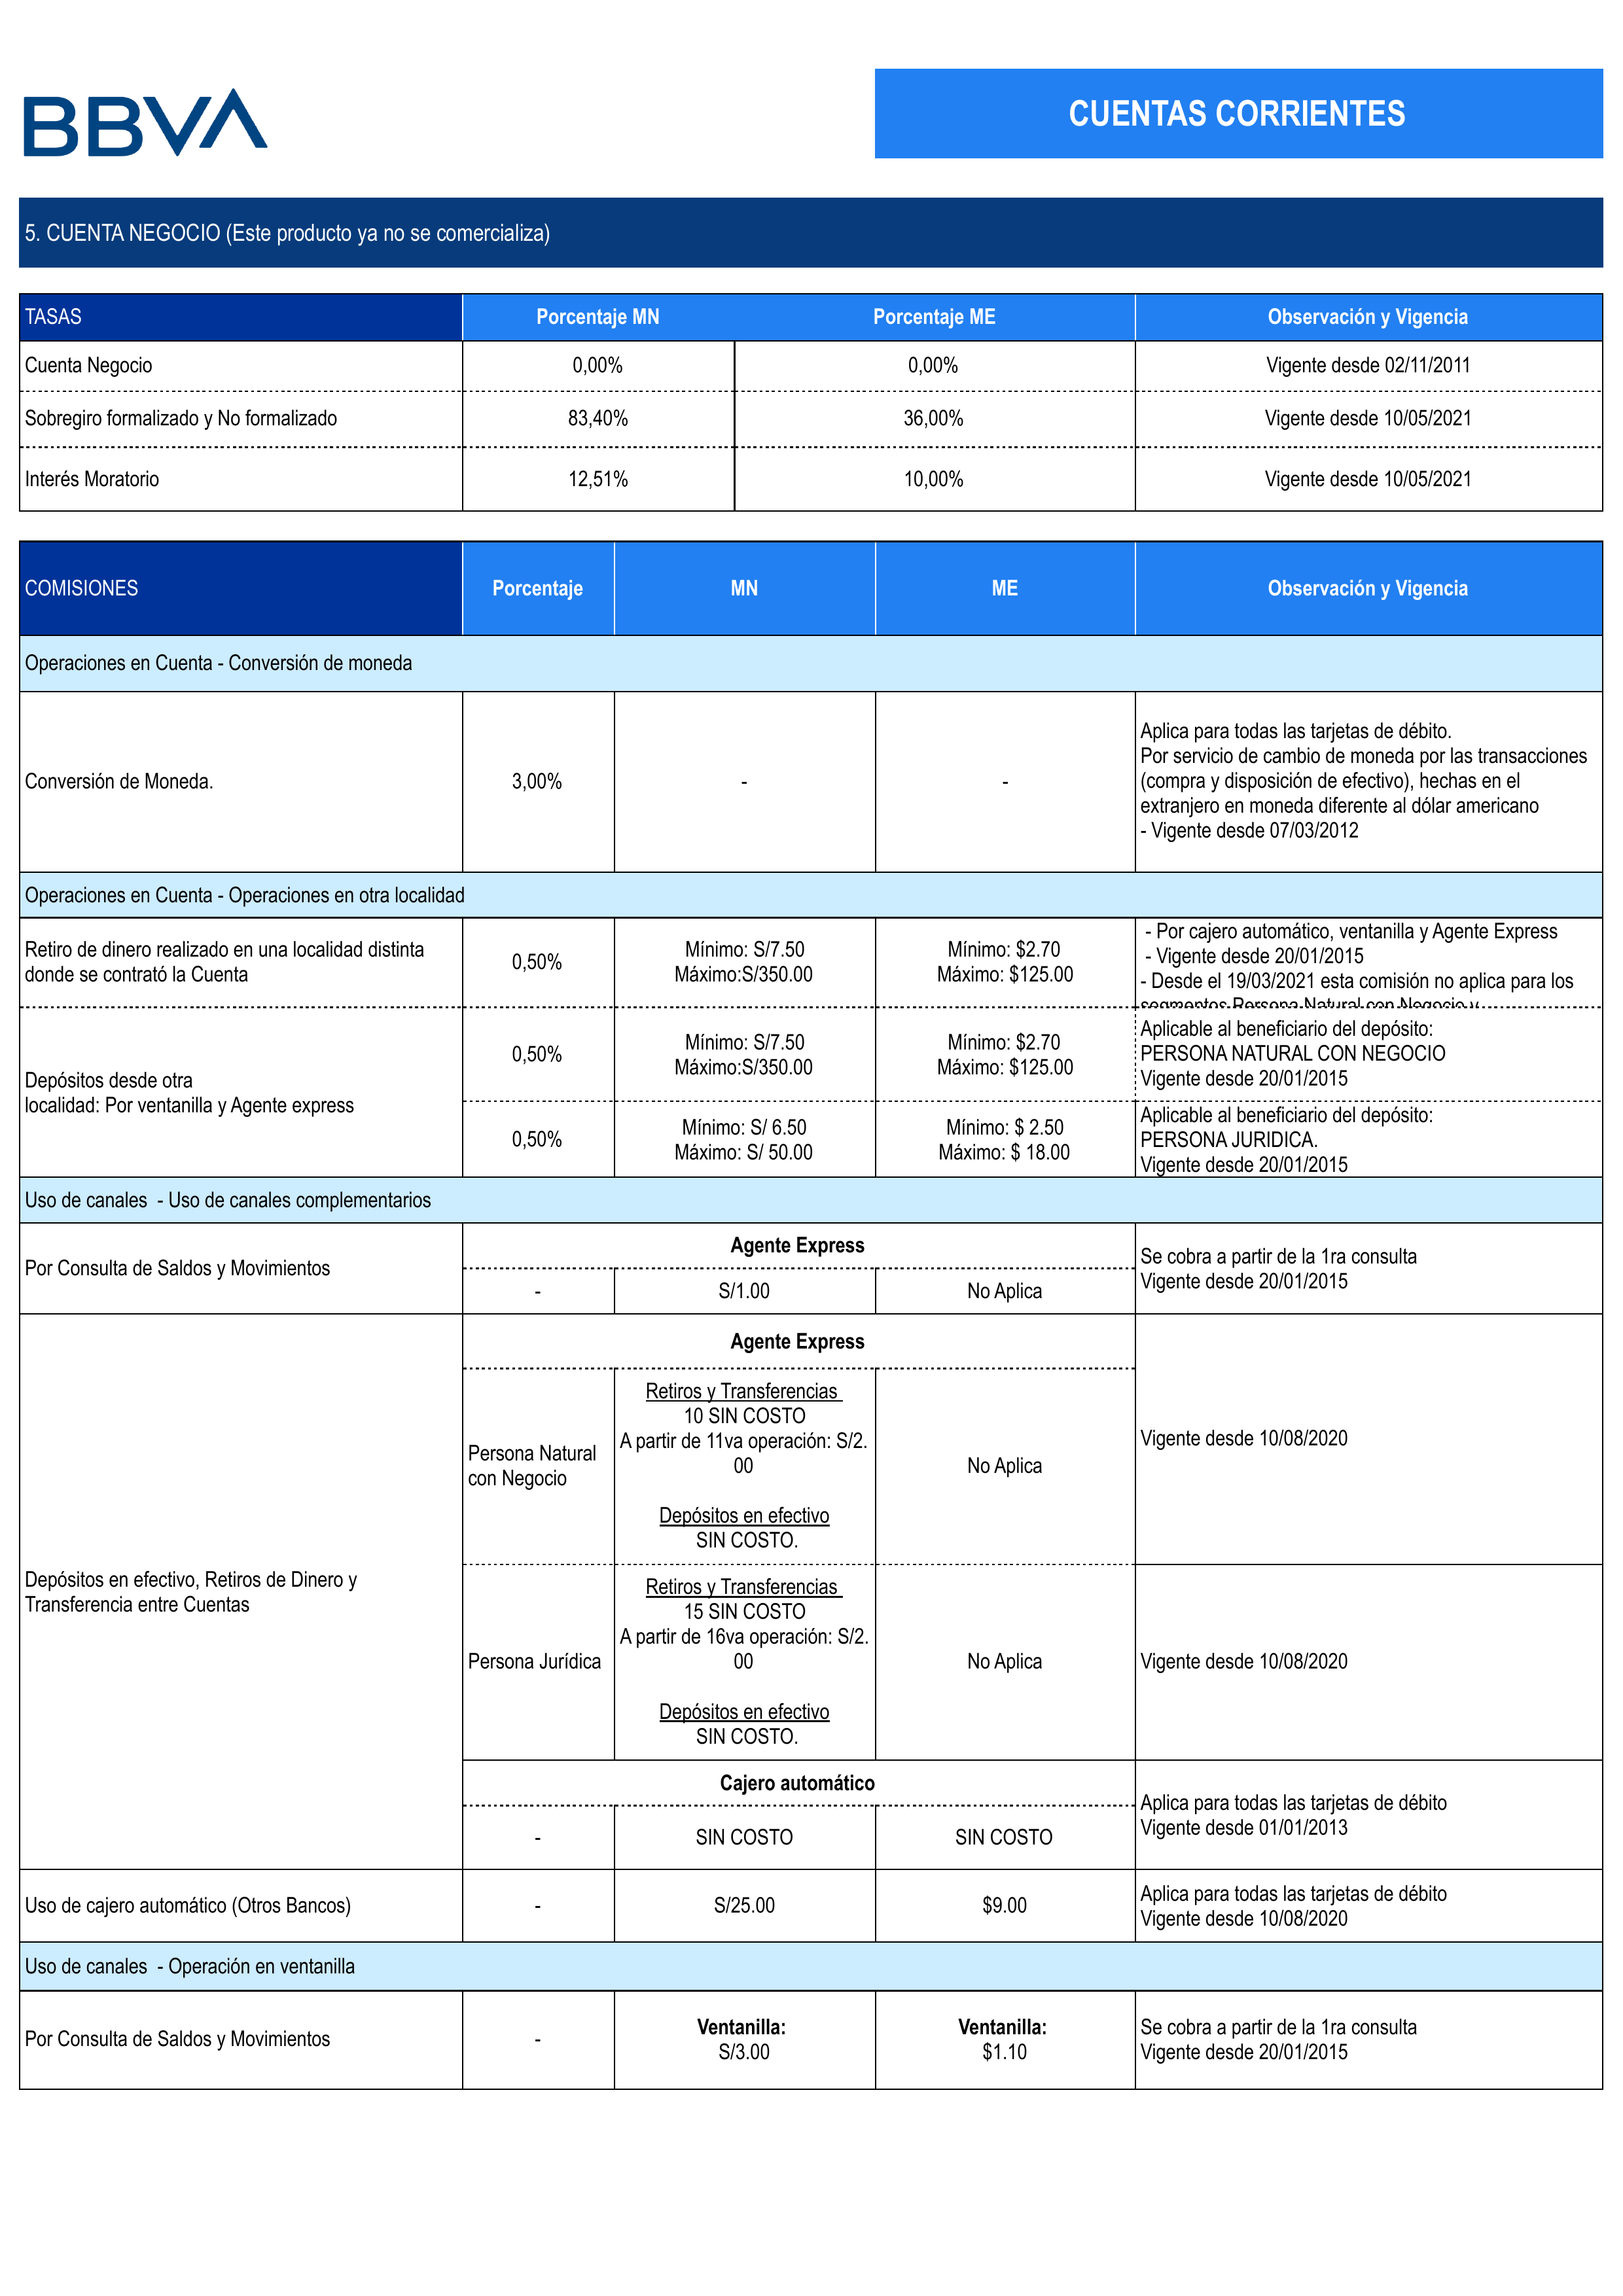 BBVA
CUENTAS CORRIENTES
5. CUENTA NEGOCIO (Este producto ya no se comercializa)
TASAS Porcentaje MN Porcentaje ME Observación y Vigencia
Cuenta Negocio 0,00% 0,00% Vigente desde 02/11/2011
Sobregiro formalizado y No formalizado 83,40% 36,00% Vigente desde 10/05/2021
Interés Moratorio 12,51% 10,00% Vigente desde 10/05/2021
COMISIONES Porcentaje MN ME Observación y Vigencia
Operaciones en Cuenta - Conversión de moneda
Conversión de Moneda. 3,00% - -
Aplica para todas las tarjetas de débito.
Por servicio de cambio de moneda por las transacciones
(compra y disposición de efectivo), hechas en el
extranjero en moneda diferente al dólar americano
- Vigente desde 07/03/2012
Operaciones en Cuenta - Operaciones en otra localidad
Retiro de dinero realizado en una localidad distinta
donde se contrató la Cuenta
0,50%
Mínimo: S/7.50
Máximo:S/350.00
Mínimo: $2.70
Máximo: $125.00
- Por cajero automático, ventanilla y Agente Express
- Vigente desde 20/01/2015
- Desde el 19/03/2021 esta comisión no aplica para los
segmentos Persona Natural con Negocio y
Depósitos desde otra
localidad: Por ventanilla y Agente express
0,50%
Mínimo: S/7.50
Máximo:S/350.00
Mínimo: $2.70
Máximo: $125.00
Aplicable al beneficiario del depósito:
PERSONA NATURAL CON NEGOCIO
Vigente desde 20/01/2015
0,50%
Mínimo: S/ 6.50
Máximo: S/ 50.00
Mínimo: $ 2.50
Máximo: $ 18.00
Aplicable al beneficiario del depósito:
PERSONA JURIDICA.
Vigente desde 20/01/2015
Uso de canales - Uso de canales complementarios
Por Consulta de Saldos y Movimientos
Agente Express
- S/1.00 No Aplica
Se cobra a partir de la 1ra consulta
Vigente desde 20/01/2015
Depósitos en efectivo, Retiros de Dinero y
Transferencia entre Cuentas
Agente Express
Persona Natural
con Negocio
Retiros y Transferencias
10 SIN COSTO
A partir de 11va operación: S/2.
00
Depósitos en efectivo
SIN COSTO.
No Aplica
Vigente desde 10/08/2020
Persona Jurídica
Retiros y Transferencias
15 SIN COSTO
A partir de 16va operación: S/2.
00
Depósitos en efectivo
SIN COSTO.
No Aplica
Vigente desde 10/08/2020
Cajero automático
- SIN COSTO SIN COSTO
Aplica para todas las tarjetas de débito
Vigente desde 01/01/2013
Uso de cajero automático (Otros Bancos) - S/25.00 $9.00
Aplica para todas las tarjetas de débito
Vigente desde 10/08/2020
Uso de canales - Operación en ventanilla
Por Consulta de Saldos y Movimientos -
Ventanilla:
S/3.00
Ventanilla:
$1.10
Se cobra a partir de la 1ra consulta
Vigente desde 20/01/2015